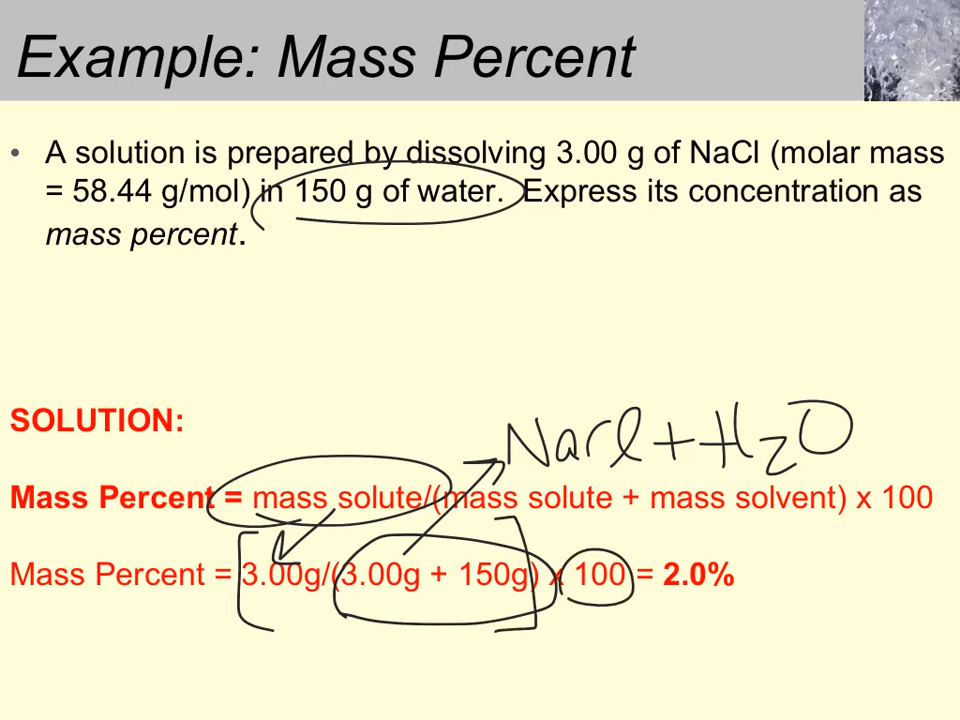 Example: Mass Percent
• A solution is prepared by dissolving 3.00 g of NaCl (molar mass
= 58.44 g/mol) in 150 g of water. Express its concentration as
mass percent.
SOLUTION:
NaCl + H2O
Mass Percent = mass solute/(mass solute + mass solvent) x 100
Mass Percent = 3.00g/(3.00g + 150g) x 100 = 2.0%